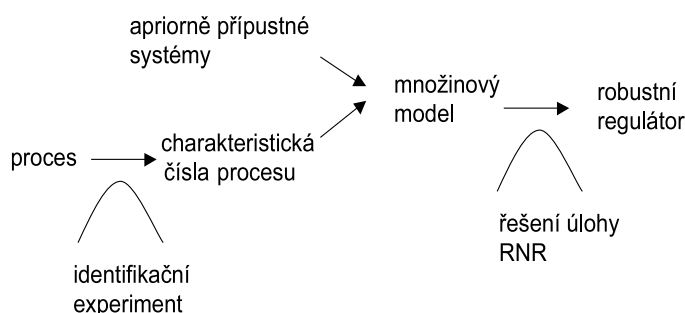 apriorně přípustné
systémy
množinový
model
robustní
regulátor
proces
charakteristická
čísla procesu
řešení úlohy
RNR
identifikační
experiment